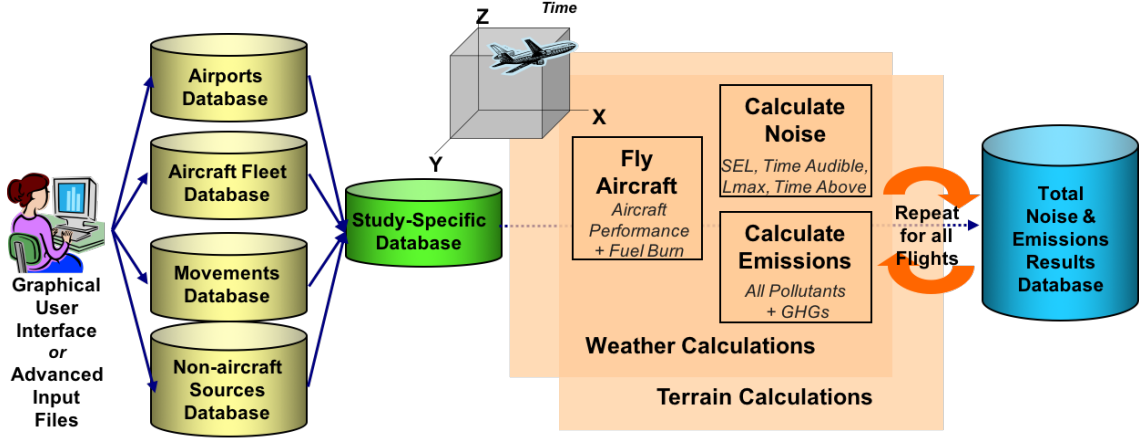 Airports
Database
Aircraft Fleet
Database
Movements
Database
Non-aircraft
Sources
Database
Graphical
User
Interface
or
Advanced
Input
Files
Study-Specific
Database
Z
Time
X
Y
Fly
Aircraft
Aircraft
Performance
+ Fuel Burn
Calculate
Noise
SEL, Time Audible,
Lmax, Time Above
Calculate
Emissions
All Pollutants
+ GHGs
Weather Calculations
Terrain Calculations
Repeat
for all
Flights
Total
Noise &
Emissions
Results
Database